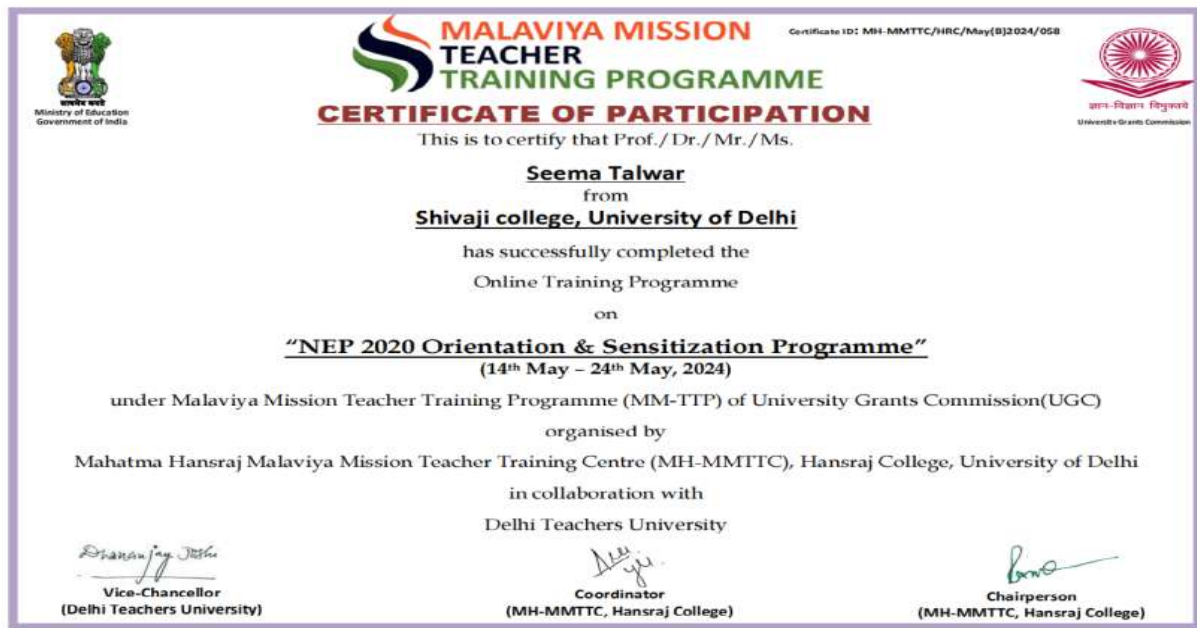 MALAVIYA MISSION
TEACHER
TRAINING PROGRAMME
Certificate ID: MH-MMTTC/HRC/May(B)2024/058
सत्यमेव जयते
Ministry of Education
Government of India
ज्ञान-विज्ञान विमुक्तये
University Grants Commission
CERTIFICATE OF PARTICIPATION
This is to certify that Prof./Dr./Mr./Ms.
Seema Talwar
from
Shivaji college, University of Delhi
has successfully completed the
Online Training Programme
on
“NEP 2020 Orientation & Sensitization Programme”
(14th May – 24th May, 2024)
under Malaviya Mission Teacher Training Programme (MM-TTP) of University Grants Commission(UGC)
organised by
Mahatma Hansraj Malaviya Mission Teacher Training Centre (MH-MMTTC), Hansraj College, University of Delhi
in collaboration with
Delhi Teachers University
Dhananjay Joshi
Vice-Chancellor
(Delhi Teachers University)
Coordinator
(MH-MMTTC, Hansraj College)
Chairperson
(MH-MMTTC, Hansraj College)